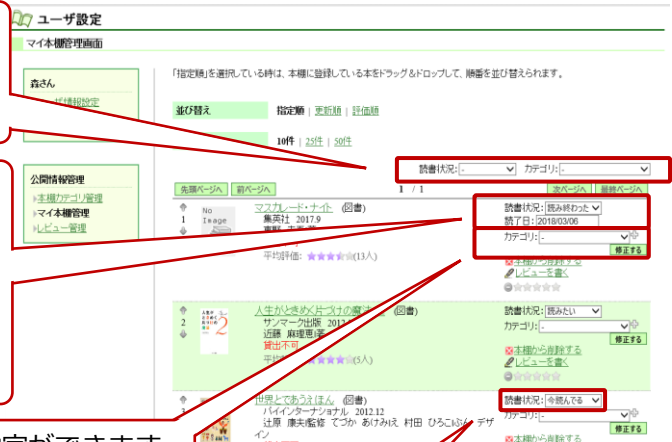 ユーザ設定
マイ本棚管理画面
森さん
ザ情報設定
公開情報管理
本棚カテゴリ管理
マイ本棚管理
レビュー管理
「指定順」を選択している時は、本棚に登録している本をドラッグ&ドロップして、順番を並び替えられます。
並び替え
指定順 | 更新順 | 評価順
10件 | 25件 | 50件
読書状況: - カテゴリ: -
先頭ページへ 前ページへ 1 / 1 次ページへ 最終ページへ
1
No Image
マスカレード・ナイト (図書)
集英社 2017.9
平均評価: ★★★★☆(13人)
読書状況: 読み終わった
読了日: 2018/03/06
カテゴリ: -
修正する
本棚から削除する
レビューを書く
☆☆☆☆☆
2
人生がときめく片づけの魔法 (図書)
サンマーク出版 2012
近藤 麻理恵
貸出不可
(5人)
読書状況: 読みたい
カテゴリ: -
修正する
本棚から削除する
レビューを書く
☆☆☆☆☆
世界とであうえほん (図書)
パイインターナショナル 2012.12
辻原 康夫監修 てづか あけみ/え 村田 ひろこ/ぶん デザ
イン
読書状況: 今読んでる
カテゴリ: -
修正する
本棚から削除する
定ができます